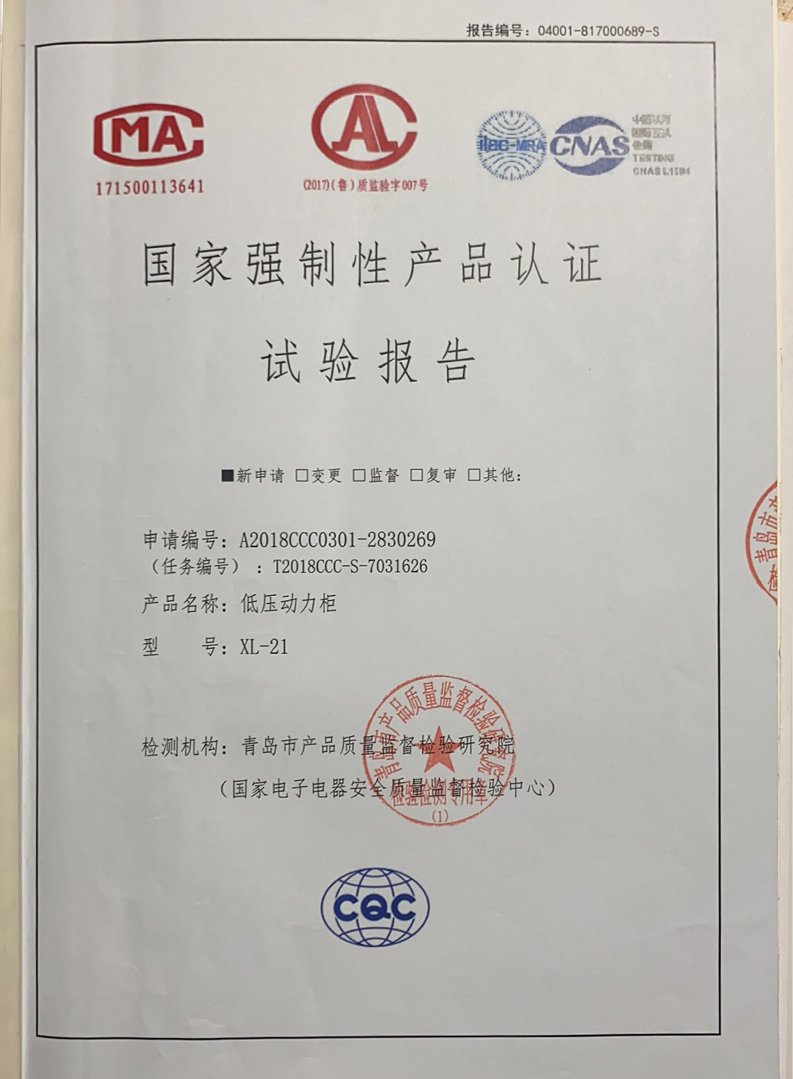 报告编号：04001-817000689-S
MA
171500113641
AL
(2017)(鲁)质监验字007号
ilac-MRA
CNAS
中国认可
国际互认
检测
TESTING
CNAS L1194
国家强制性产品认证
试验报告
■新申请 □变更 □监督 □复审 □其他：
申请编号：A2018CCC0301-2830269
（任务编号）：T2018CCC-S-7031626
产品名称：低压动力柜
型 号：XL-21
检测机构：青岛市产品质量监督检验研究院
（国家电子电器安全质量监督检验中心）
青岛市产品质量监督检验研究院
检验检测专用章
(1)
CQC
青岛市产
检